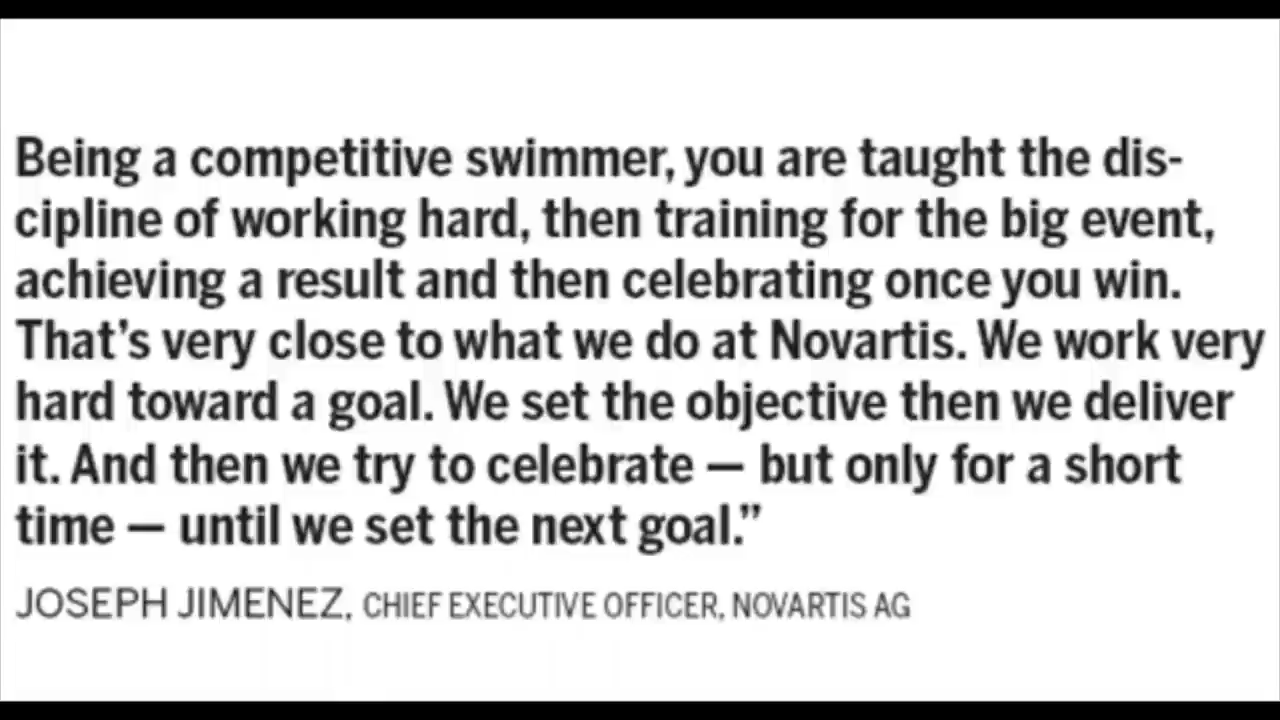 Being a competitive swimmer, you are taught the dis-
cipline of working hard, then training for the big event,
achieving a result and then celebrating once you win.
That’s very close to what we do at Novartis. We work very
hard toward a goal. We set the objective then we deliver
it. And then we try to celebrate — but only for a short
time — until we set the next goal.”
JOSEPH JIMENEZ, CHIEF EXECUTIVE OFFICER, NOVARTIS AG